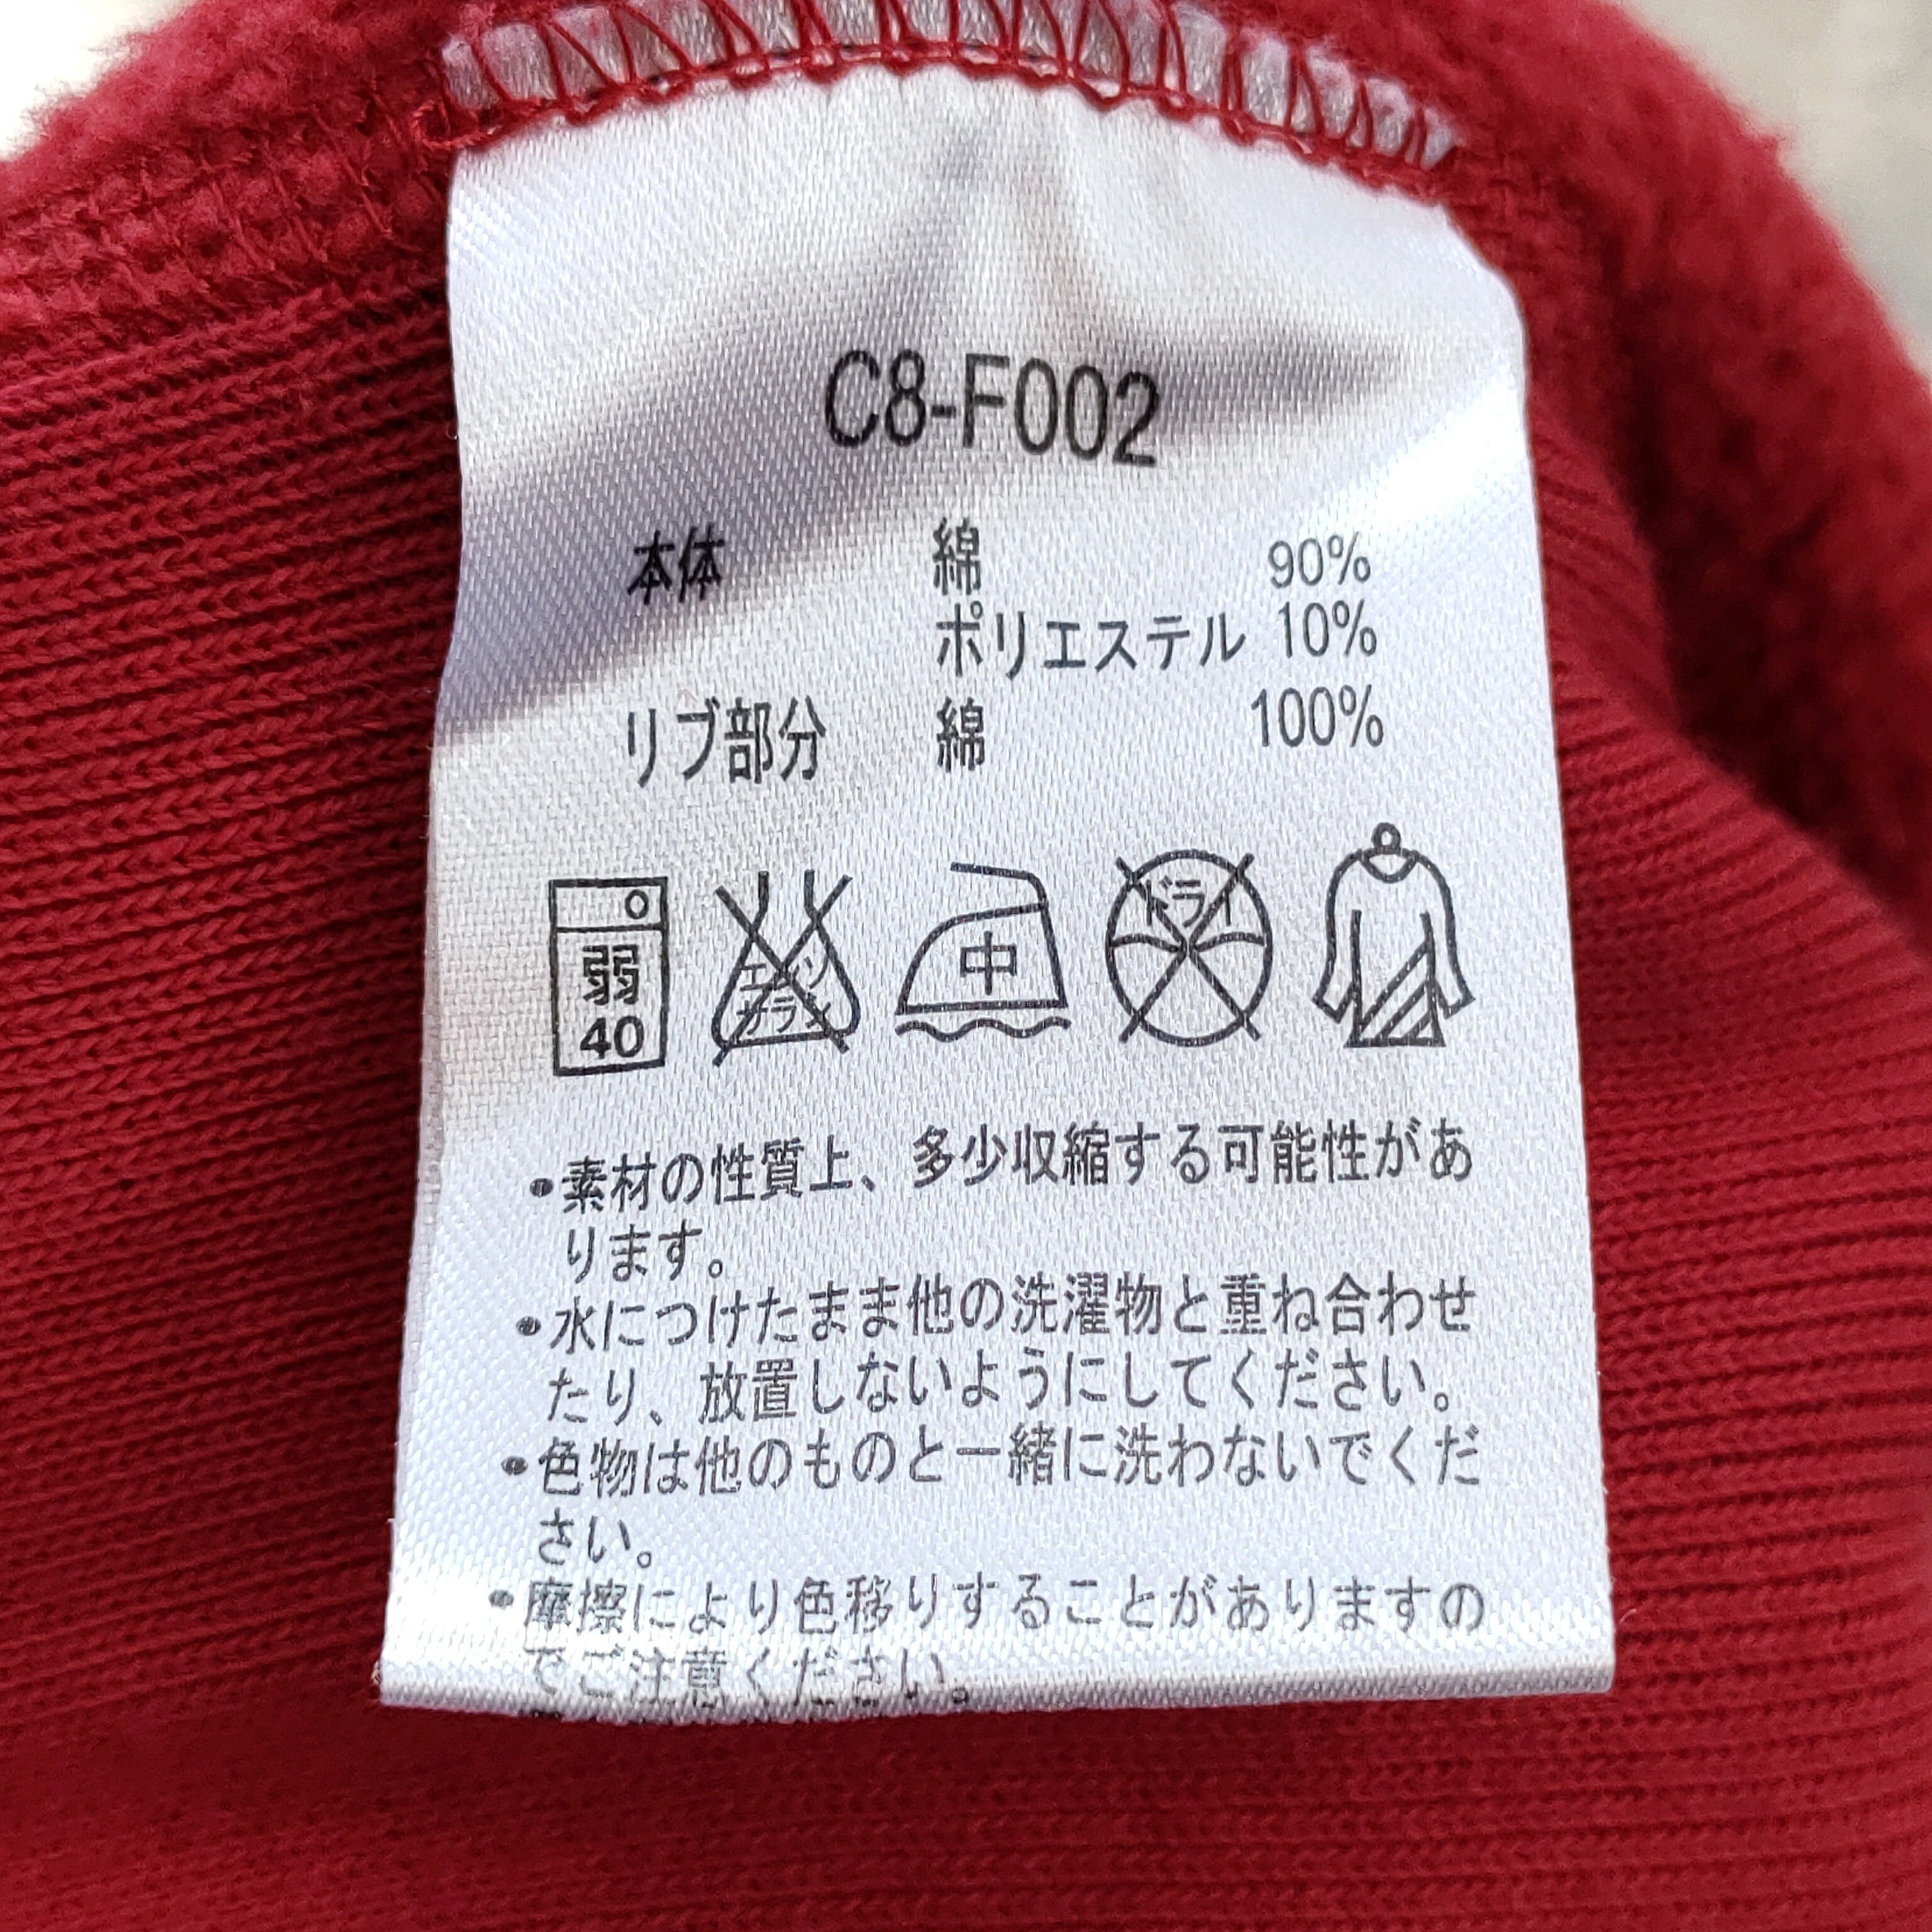 C8-F002
本体 綿 90%
ポリエステル 10%
リブ部分 綿 100%
弱 40
エンソ サラシ 中 ドライ
•素材の性質上、多少収縮する可能性があ
ります。
•水につけたまま他の洗濯物と重ね合わせ
たり、放置しないようにしてください。
•色物は他のものと一緒に洗わないでくだ
さい。
•摩擦により色移りすることがありますの
でご注意ください。